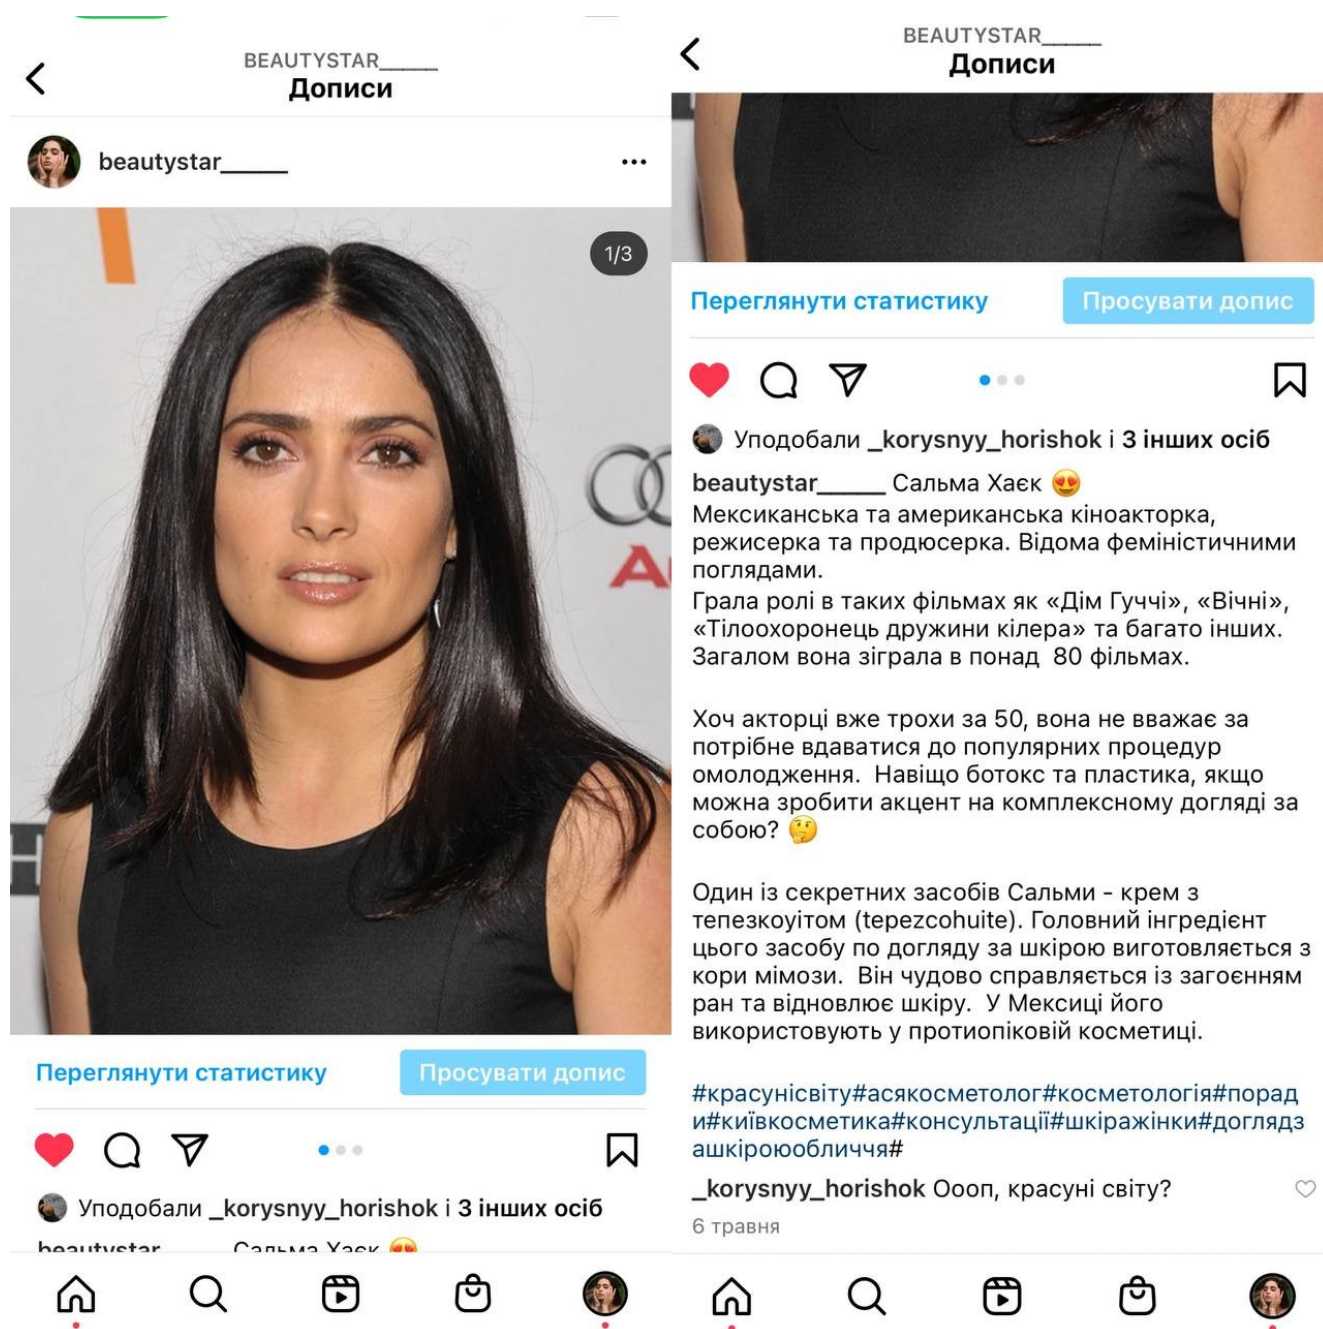 BEAUTYSTAR_____
Дописи
beautystar_____
1/3
A
H
Переглянути статистику
Просувати допис
Уподобали _korysnyy_horishok і 3 інших осіб
beautystar_____ Сальма Хаєк 😍
BEAUTYSTAR_____
Дописи
Переглянути статистику
Просувати допис
Уподобали _korysnyy_horishok і 3 інших осіб
beautystar_____ Сальма Хаєк 😍
Мексиканська та американська кіноакторка,
режисерка та продюсерка. Відома феміністичними
поглядами.
Грала ролі в таких фільмах як «Дім Гуччі», «Вічні»,
«Тілоохоронець дружини кілера» та багато інших.
Загалом вона зіграла в понад  80 фільмах.
Хоч акторці вже трохи за 50, вона не вважає за
потрібне вдаватися до популярних процедур
омолодження.  Навіщо ботокс та пластика, якщо
можна зробити акцент на комплексному догляді за
собою? 🤔
Один із секретних засобів Сальми - крем з
тепезкоуітом (tepezcohuite). Головний інгредієнт
цього засобу по догляду за шкірою виготовляється з
кори мімози.  Він чудово справляється із загоєнням
ран та відновлює шкіру.  У Мексиці його
використовують у протиопіковій косметиці.
#красунісвіту#асякосметолог#косметологія#порад
и#київкосметика#консультації#шкіражінки#доглядз
ашкіроюобличчя#
_korysnyy_horishok Оооп, красуні світу?
6 травня